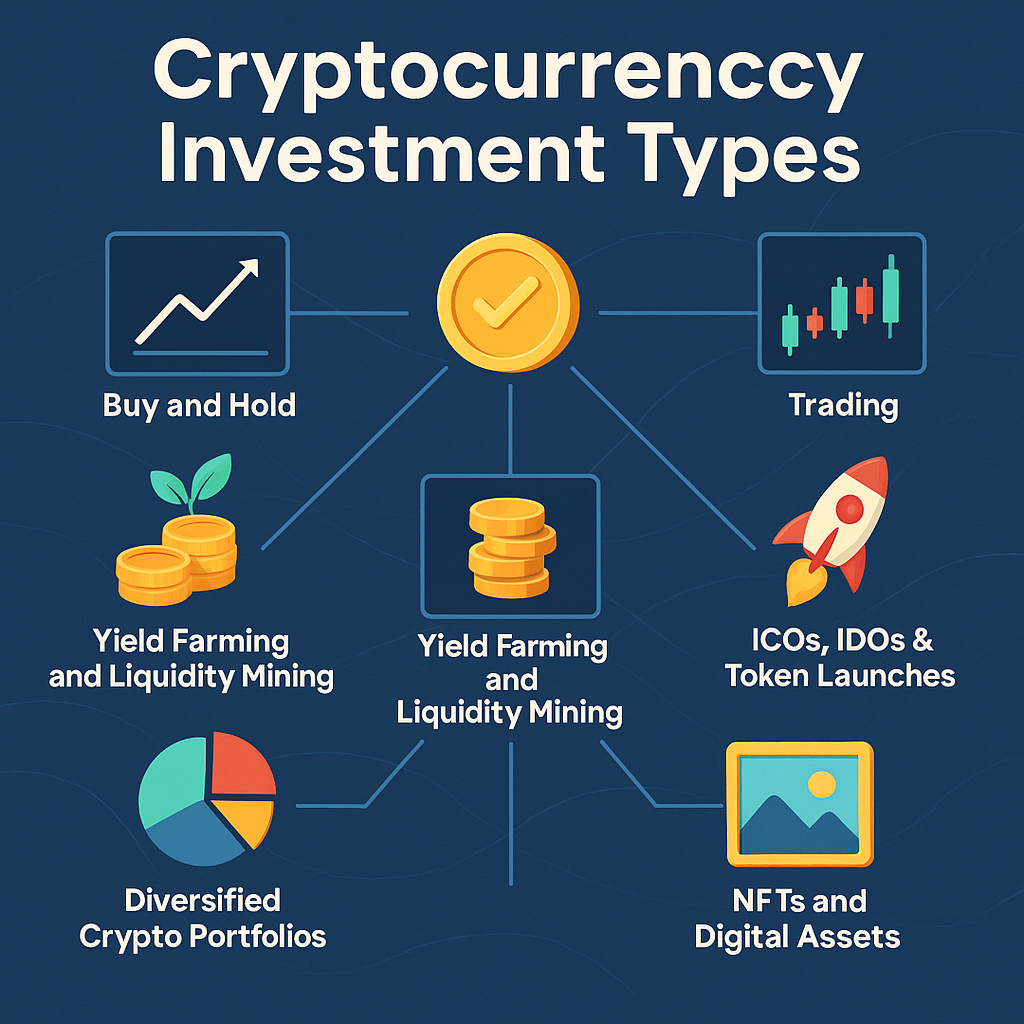 Cryptocurrenccy
Investment Types
Buy and Hold
Trading
Yield Farming
and Liquidity Mining
Yield Farming
and
Liquidity Mining
ICOs, IDOs &
Token Launches
Diversified
Crypto Portfolios
NFTs and
Digital Assets